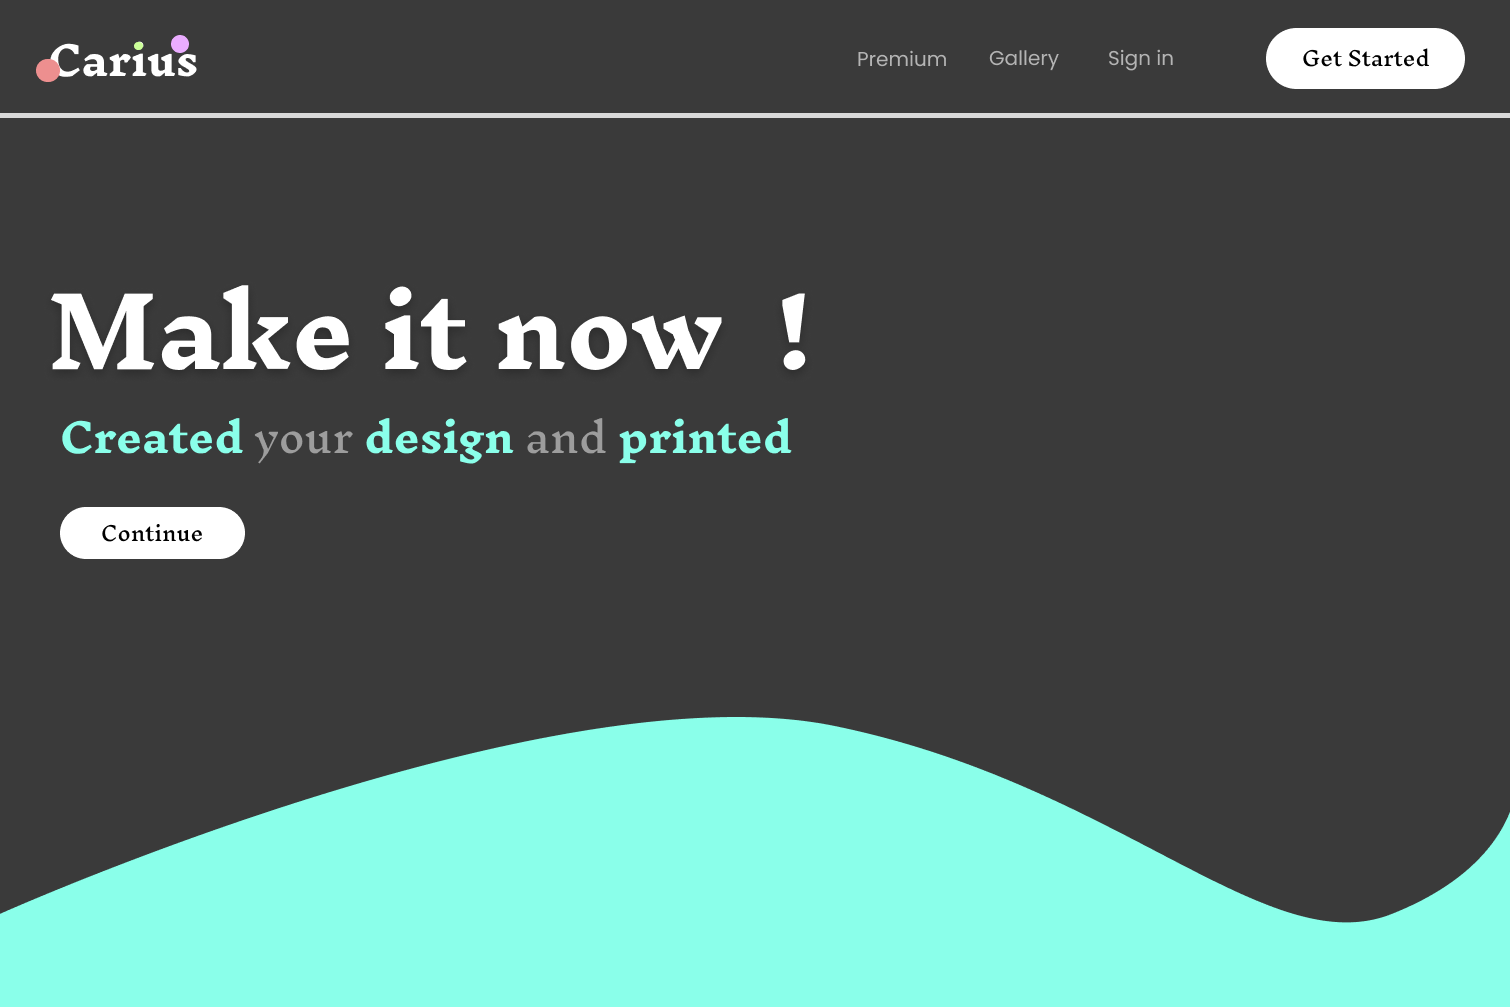 Carius
Premium Gallery Sign in Get Started
Make it now !
Created your design and printed
Continue